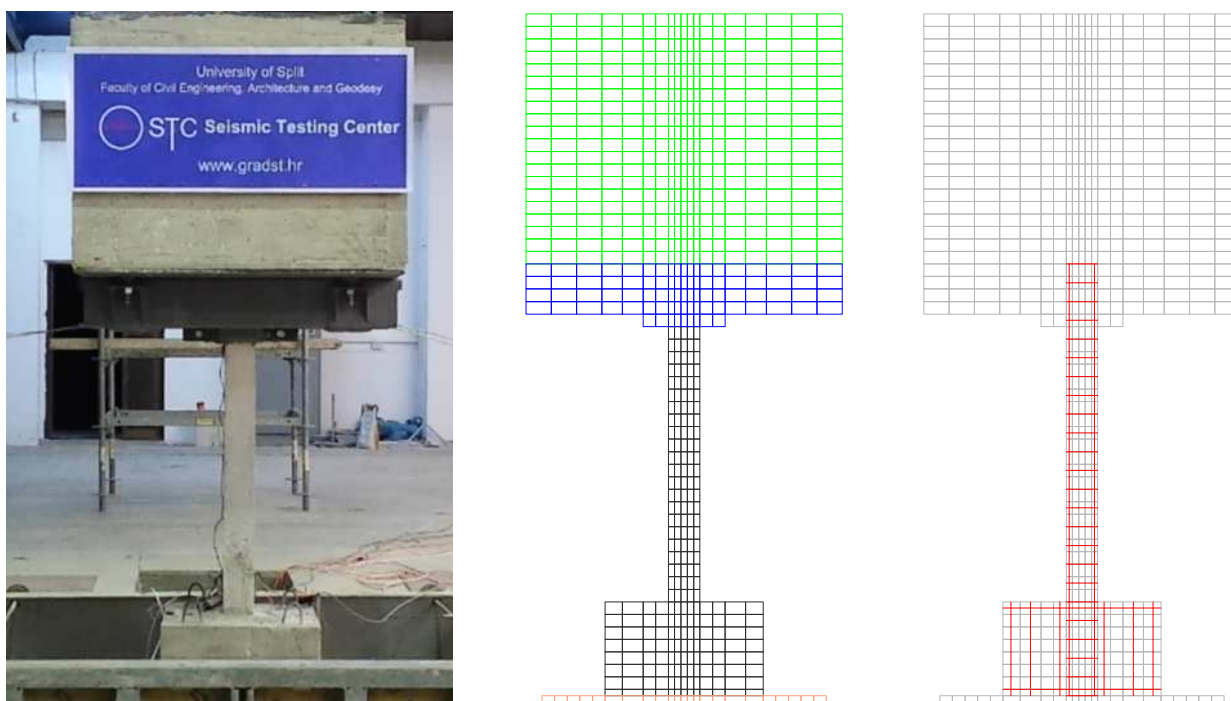 University of Split
Faculty of Civil Engineering, Architecture and Geodesy
STC Seismic Testing Center
www.gradst.hr